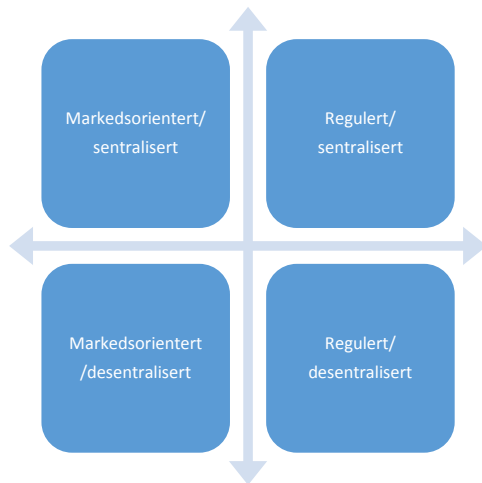 Markedsorientert/
sentralisert
Regulert/
sentralisert
Markedsorientert
/desentralisert
Regulert/
desentralisert